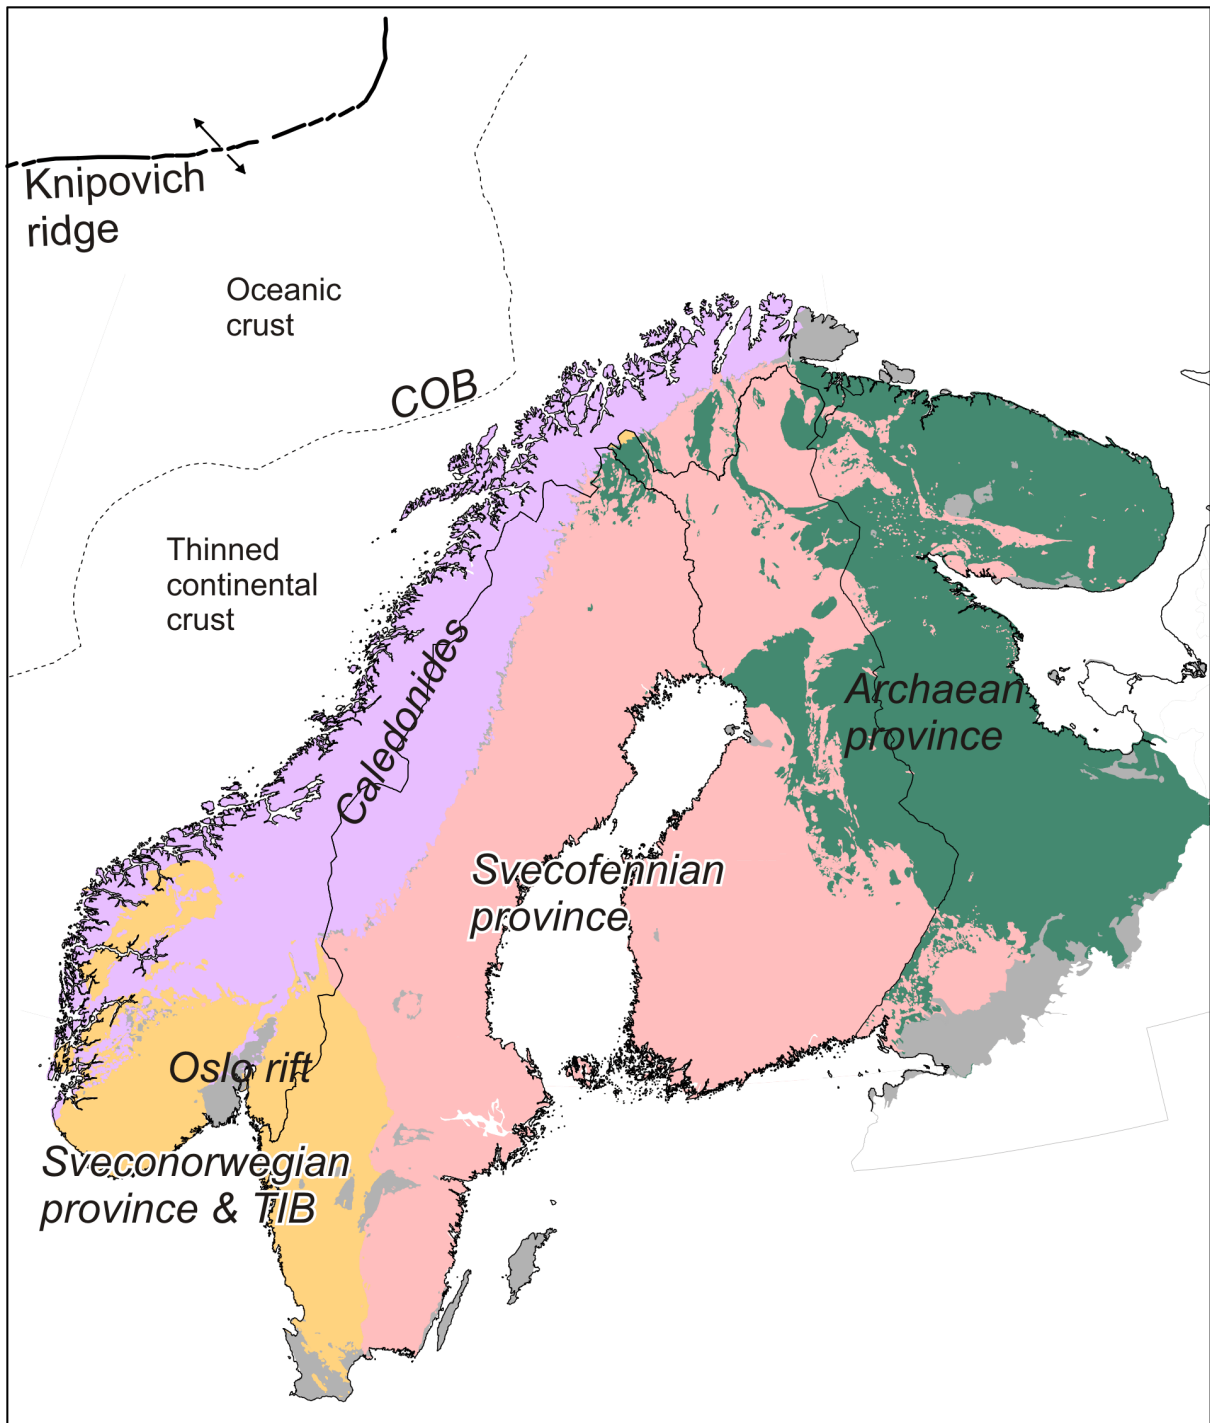 Knipovich
ridge
Oceanic
crust
COB
Thinned
continental
crust
Caledonides
Archaean
province
Svecofennian
province
Oslo rift
Sveconorwegian
province & TIB